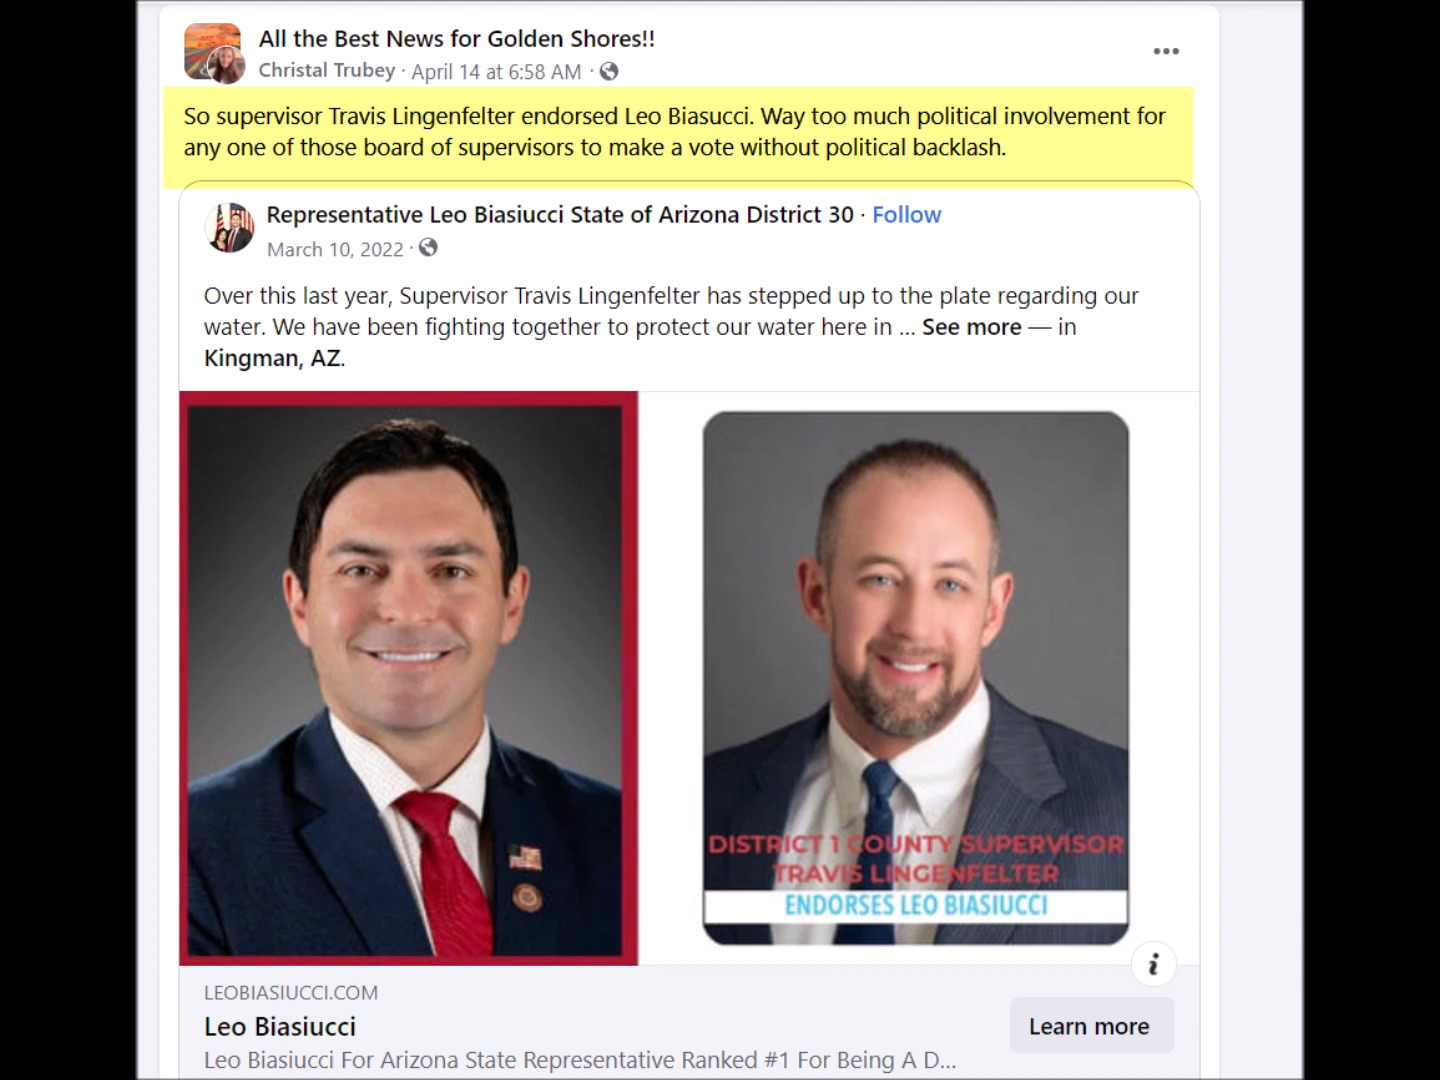 All the Best News for Golden Shores!!
Christal Trubey · April 14 at 6:58 AM ·
So supervisor Travis Lingenfelter endorsed Leo Biasucci. Way too much political involvement for
any one of those board of supervisors to make a vote without political backlash.
Representative Leo Biasiucci State of Arizona District 30 · Follow
March 10, 2022 ·
Over this last year, Supervisor Travis Lingenfelter has stepped up to the plate regarding our
water. We have been fighting together to protect our water here in ... See more — in
Kingman, AZ.
DISTRICT 1 COUNTY SUPERVISOR
TRAVIS LINGENFELTER
ENDORSES LEO BIASIUCCI
LEOBIASIUCCI.COM
Leo Biasiucci
Learn more
Leo Biasiucci For Arizona State Representative Ranked #1 For Being A D...